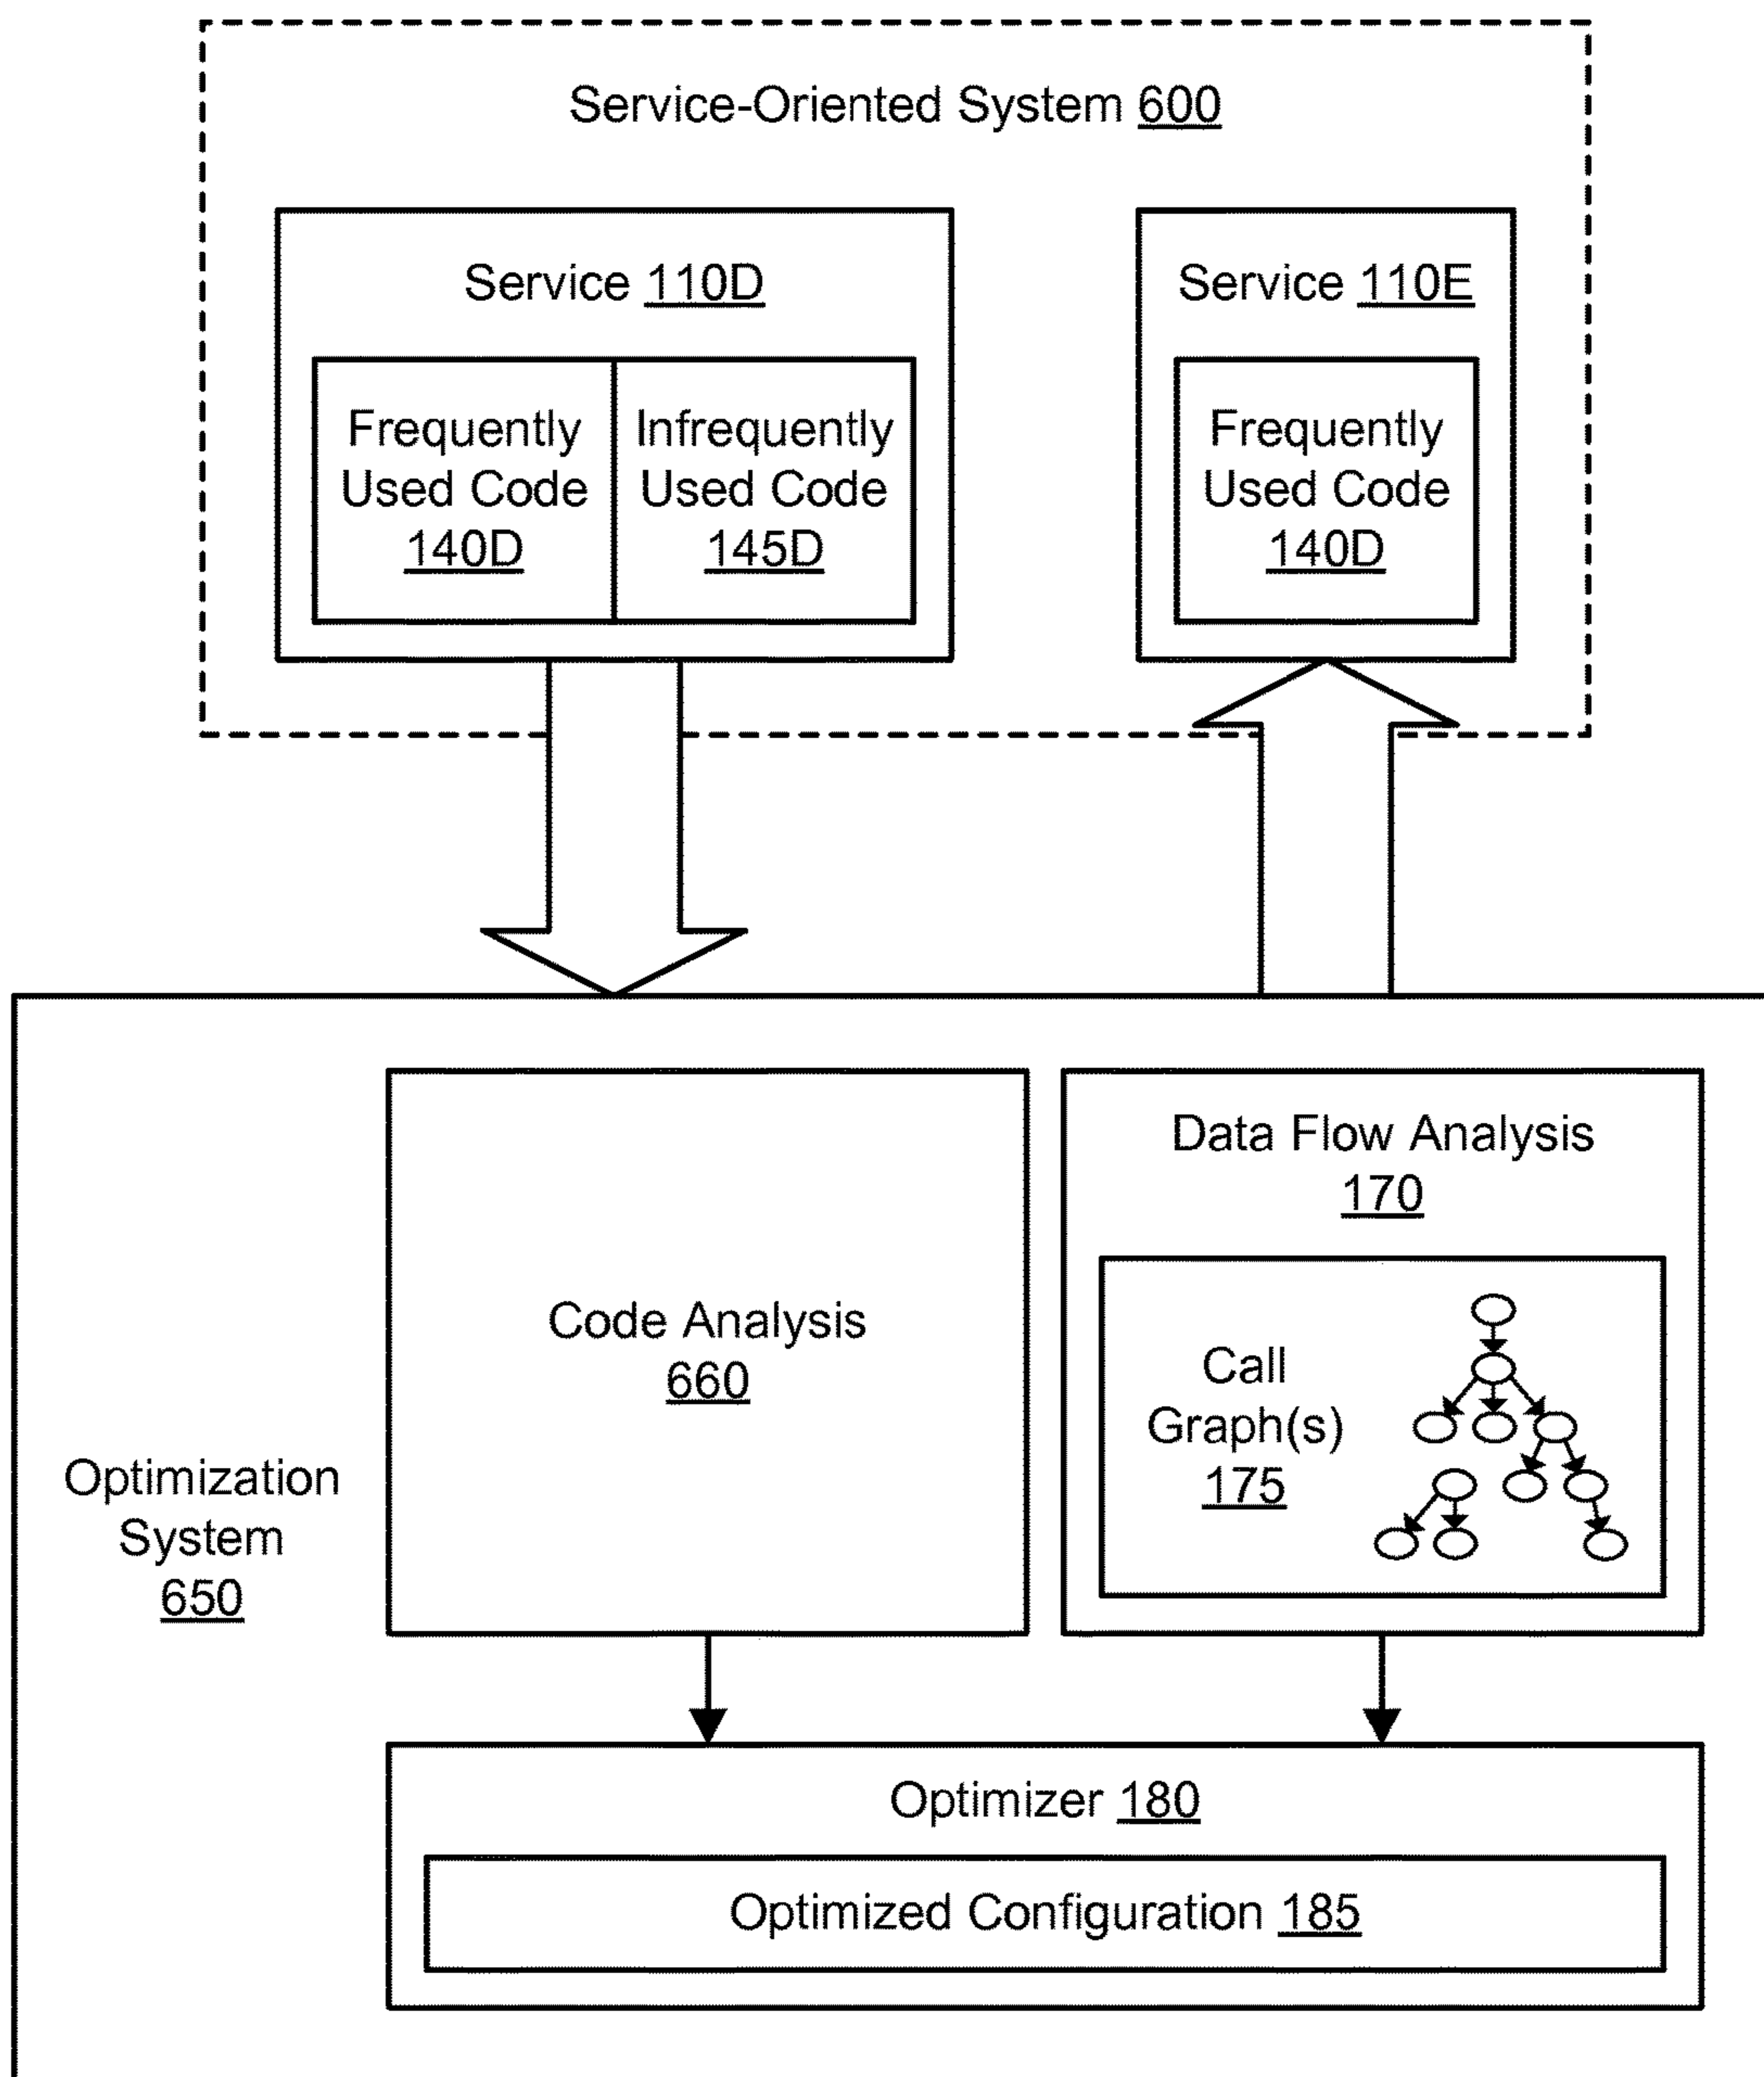 Service-Oriented System 600
Service 110D
Frequently
Used Code
140D
Infrequently
Used Code
145D
Service 110E
Frequently
Used Code
140D
Optimization
System
650
Code Analysis
660
Data Flow Analysis
170
Call
Graph(s)
175
Optimizer 180
Optimized Configuration 185